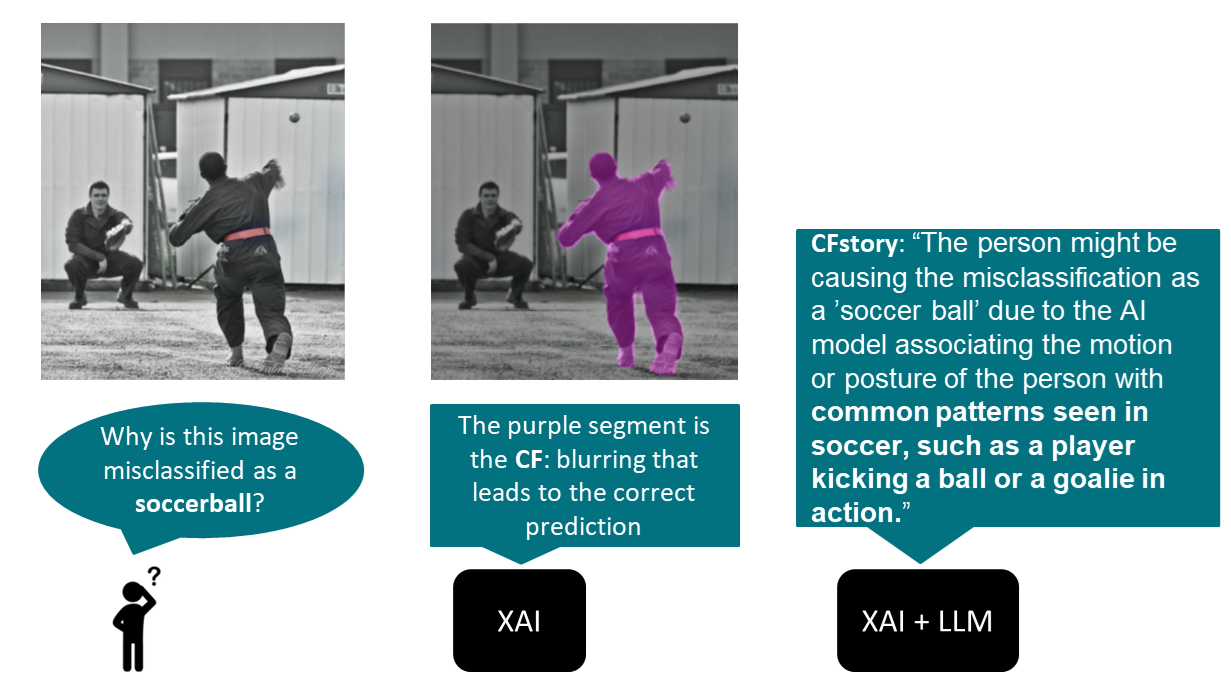 Why is this image
misclassified as a
soccerball?
?
The purple segment is
the CF: blurring that
leads to the correct
prediction
XAI
CFstory: “The person might be
causing the misclassification as
a ’soccer ball’ due to the AI
model associating the motion
or posture of the person with
common patterns seen in
soccer, such as a player
kicking a ball or a goalie in
action.”
XAI + LLM